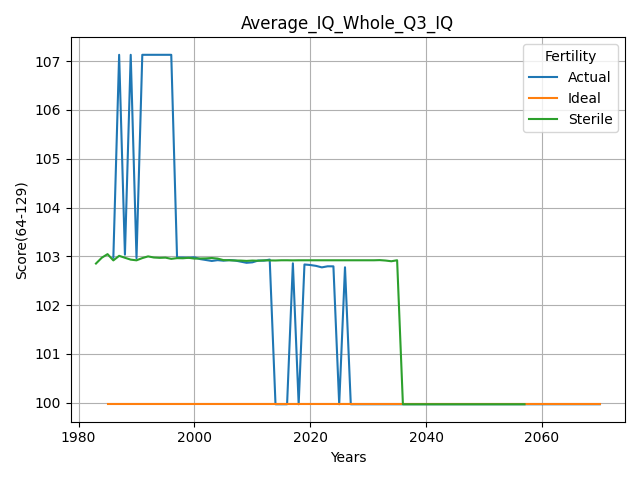 Average_IQ_Whole_Q3_IQ
Score(64-129)
107
106
105
104
103
102
101
100
Fertility
Actual
Ideal
Sterile
1980 2000 2020 2040 2060
Years